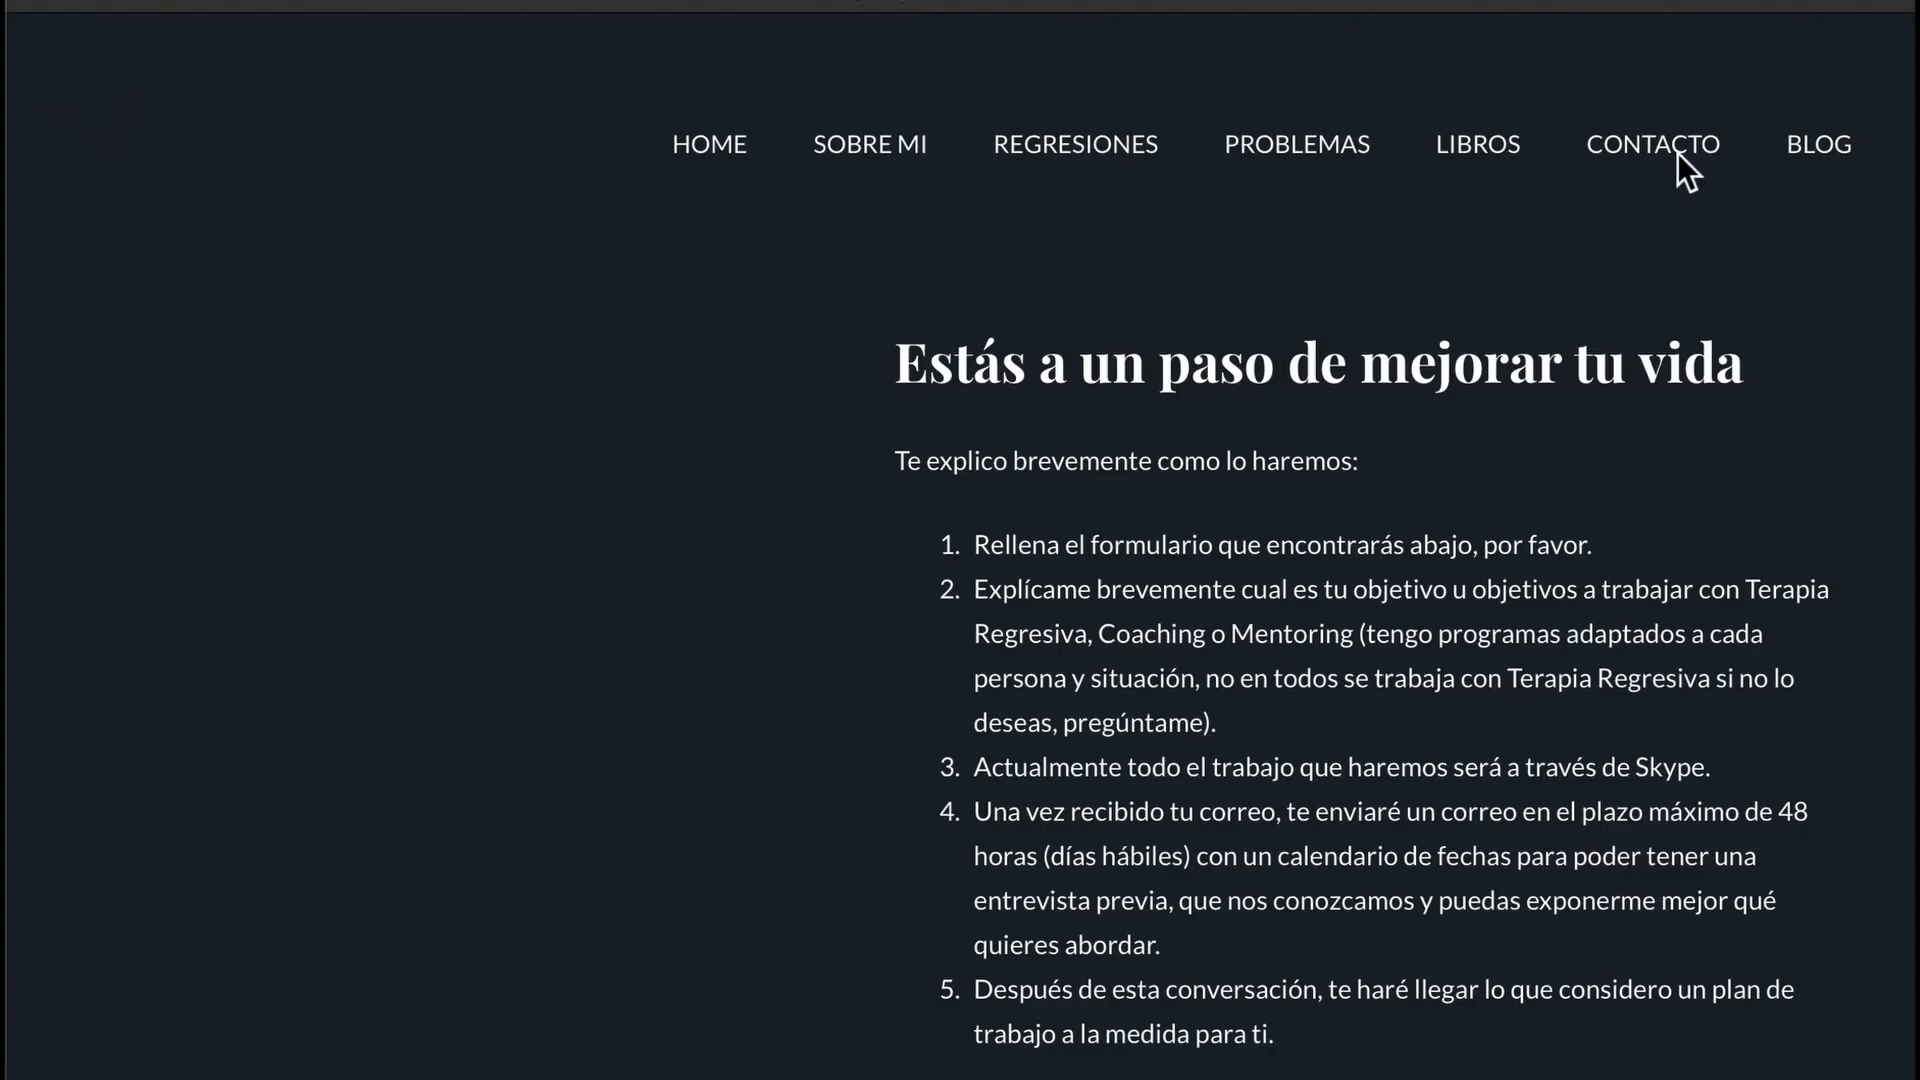 HOME SOBRE MI REGRESIONES PROBLEMAS LIBROS CONTACTO BLOG
Estás a un paso de mejorar tu vida
Te explico brevemente como lo haremos:
1. Rellena el formulario que encontrarás abajo, por favor.
2. Explícame brevemente cual es tu objetivo u objetivos a trabajar con Terapia
Regresiva, Coaching o Mentoring (tengo programas adaptados a cada
persona y situación, no en todos se trabaja con Terapia Regresiva si no lo
deseas, pregúntame).
3. Actualmente todo el trabajo que haremos será a través de Skype.
4. Una vez recibido tu correo, te enviaré un correo en el plazo máximo de 48
horas (días hábiles) con un calendario de fechas para poder tener una
entrevista previa, que nos conozcamos y puedas exponerme mejor qué
quieres abordar.
5. Después de esta conversación, te haré llegar lo que considero un plan de
trabajo a la medida para ti.